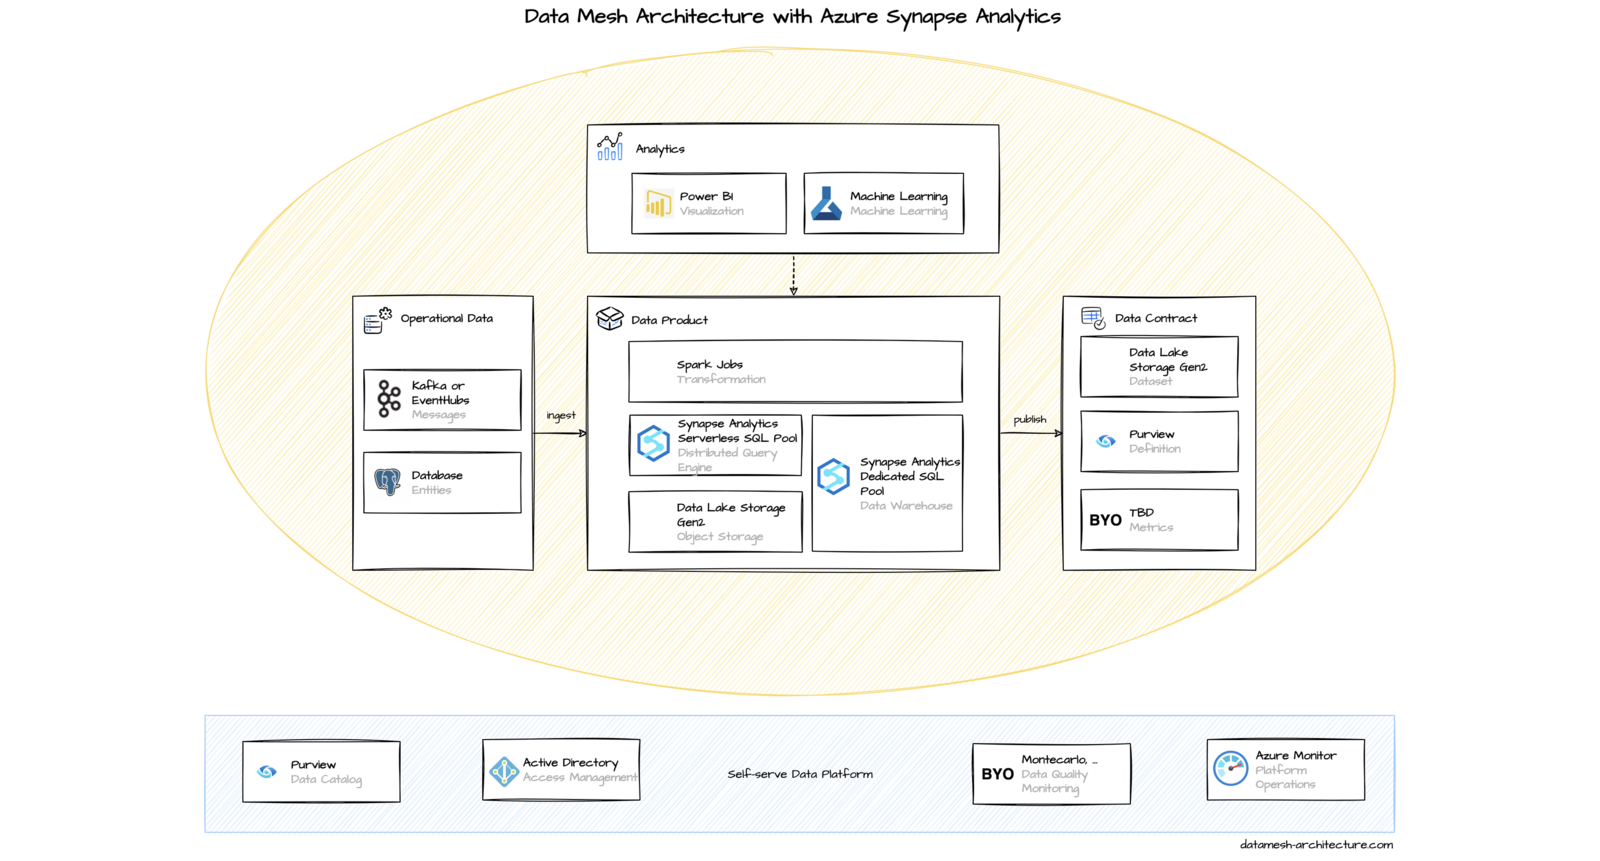 Data Mesh Architecture with Azure Synapse Analytics
Analytics
Power BI
Visualization
Machine Learning
Machine Learning
Operational Data
Kafka or
EventHubs
Messages
Database
Entities
ingest
Data Product
Spark Jobs
Transformation
Synapse Analytics
Serverless SQL Pool
Distributed Query
Engine
Data Lake Storage
Gen2
Object Storage
Synapse Analytics
Dedicated SQL
Pool
Data Warehouse
publish
Data Contract
Data Lake
Storage Gen2
Dataset
Purview
Definition
BYO
TBD
Metrics
Purview
Data Catalog
Active Directory
Access Management
Self-serve Data Platform
BYO
Montecarlo, ...
Data Quality
Monitoring
Azure Monitor
Platform
Operations
datamesh-architecture.com